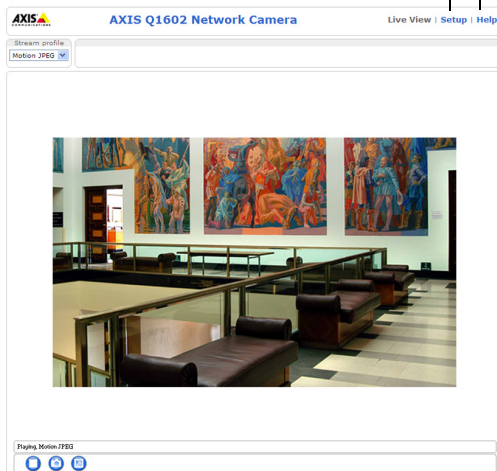 AXIS
COMMUNICATIONS
AXIS Q1602 Network Camera
Live View | Setup | Help
Stream profile
Motion JPEG
Playing, Motion JPEG